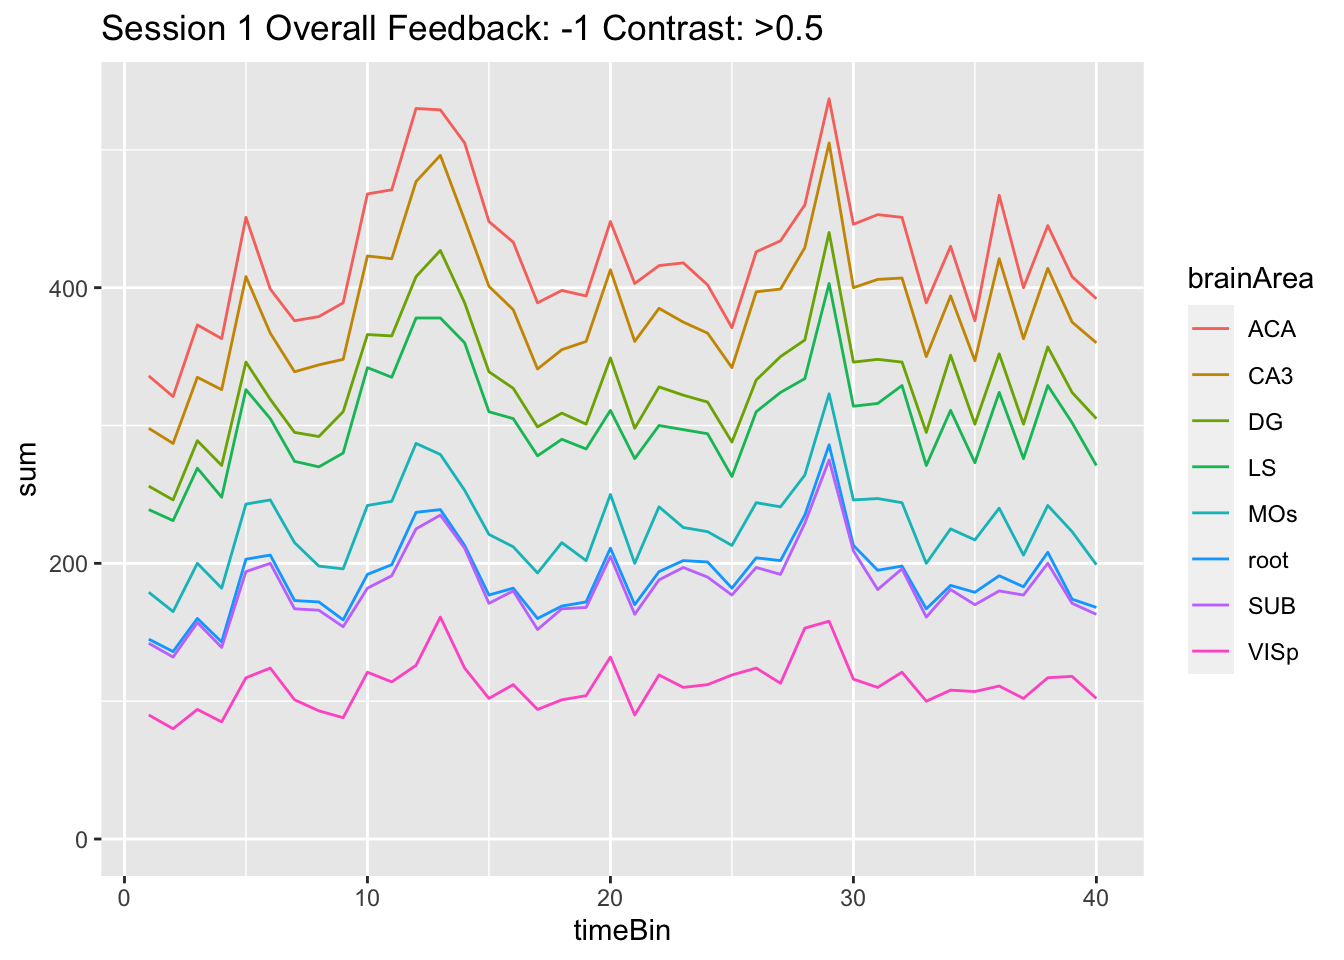 Session 1 Overall Feedback: -1 Contrast: >0.5
sum
400
200
0
0
10
20
30
40
timeBin
brainArea
ACA
CA3
DG
LS
MOs
root
SUB
VISp